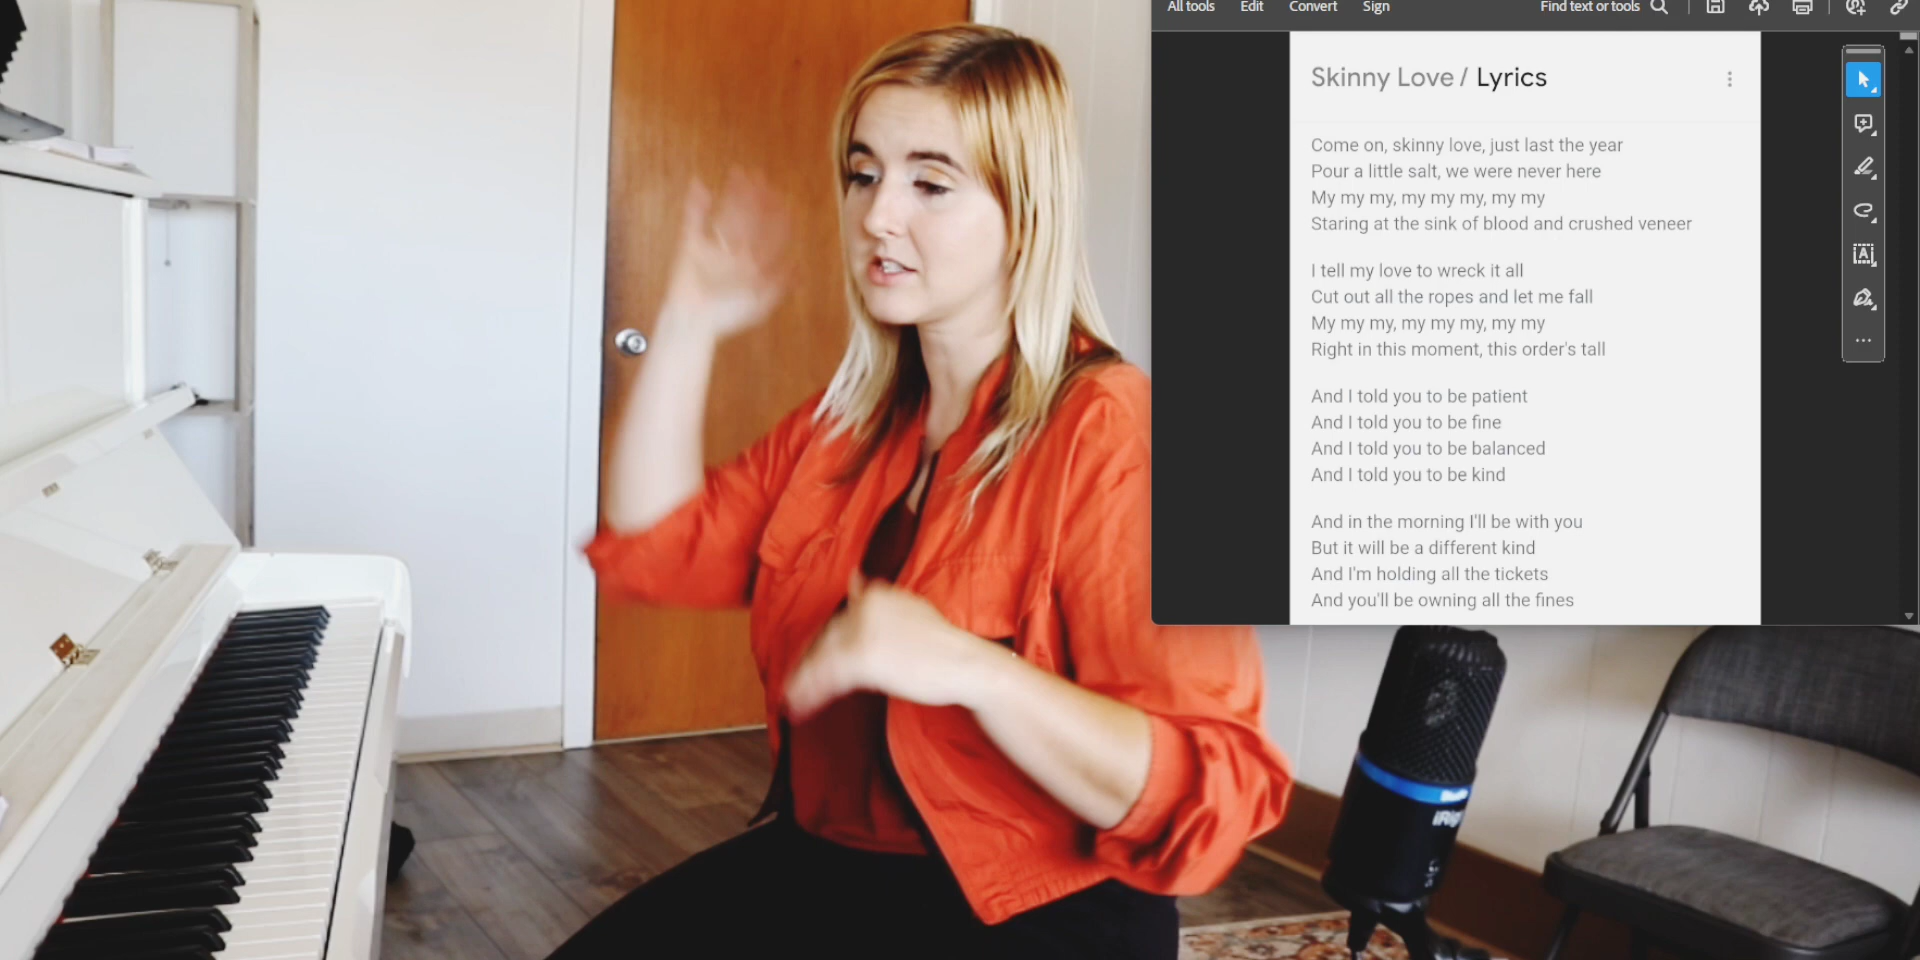 All tools Edit Convert Sign Find text or tools
Skinny Love / Lyrics
Come on, skinny love, just last the year
Pour a little salt, we were never here
My my my, my my my, my my
Staring at the sink of blood and crushed veneer
I tell my love to wreck it all
Cut out all the ropes and let me fall
My my my, my my my, my my
Right in this moment, this order's tall
And I told you to be patient
And I told you to be fine
And I told you to be balanced
And I told you to be kind
And in the morning I'll be with you
But it will be a different kind
And I'm holding all the tickets
And you'll be owning all the fines
A
iRig